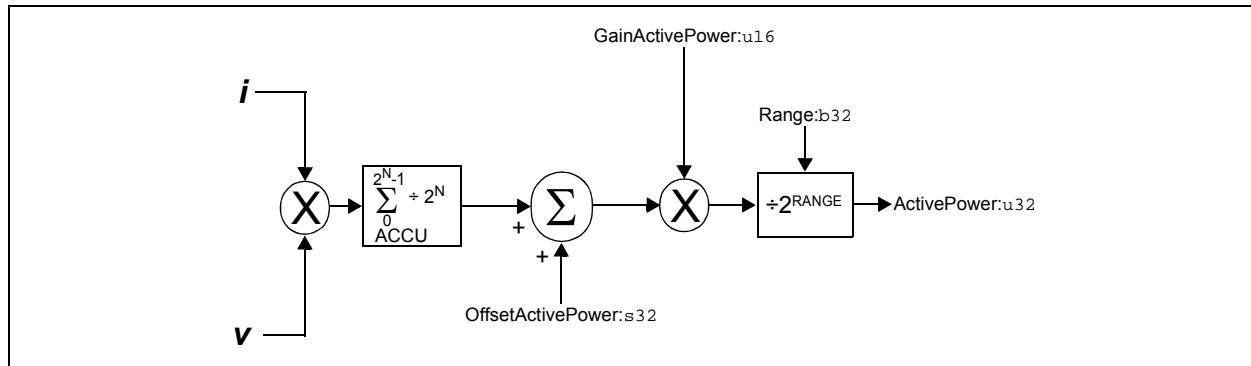 GainActivePower:u16
i
Range:b32
X
2^N-1
∑ ÷ 2^N
0
ACCU
+
Σ
+
X
÷2^RANGE
ActivePower:u32
OffsetActivePower:s32
v